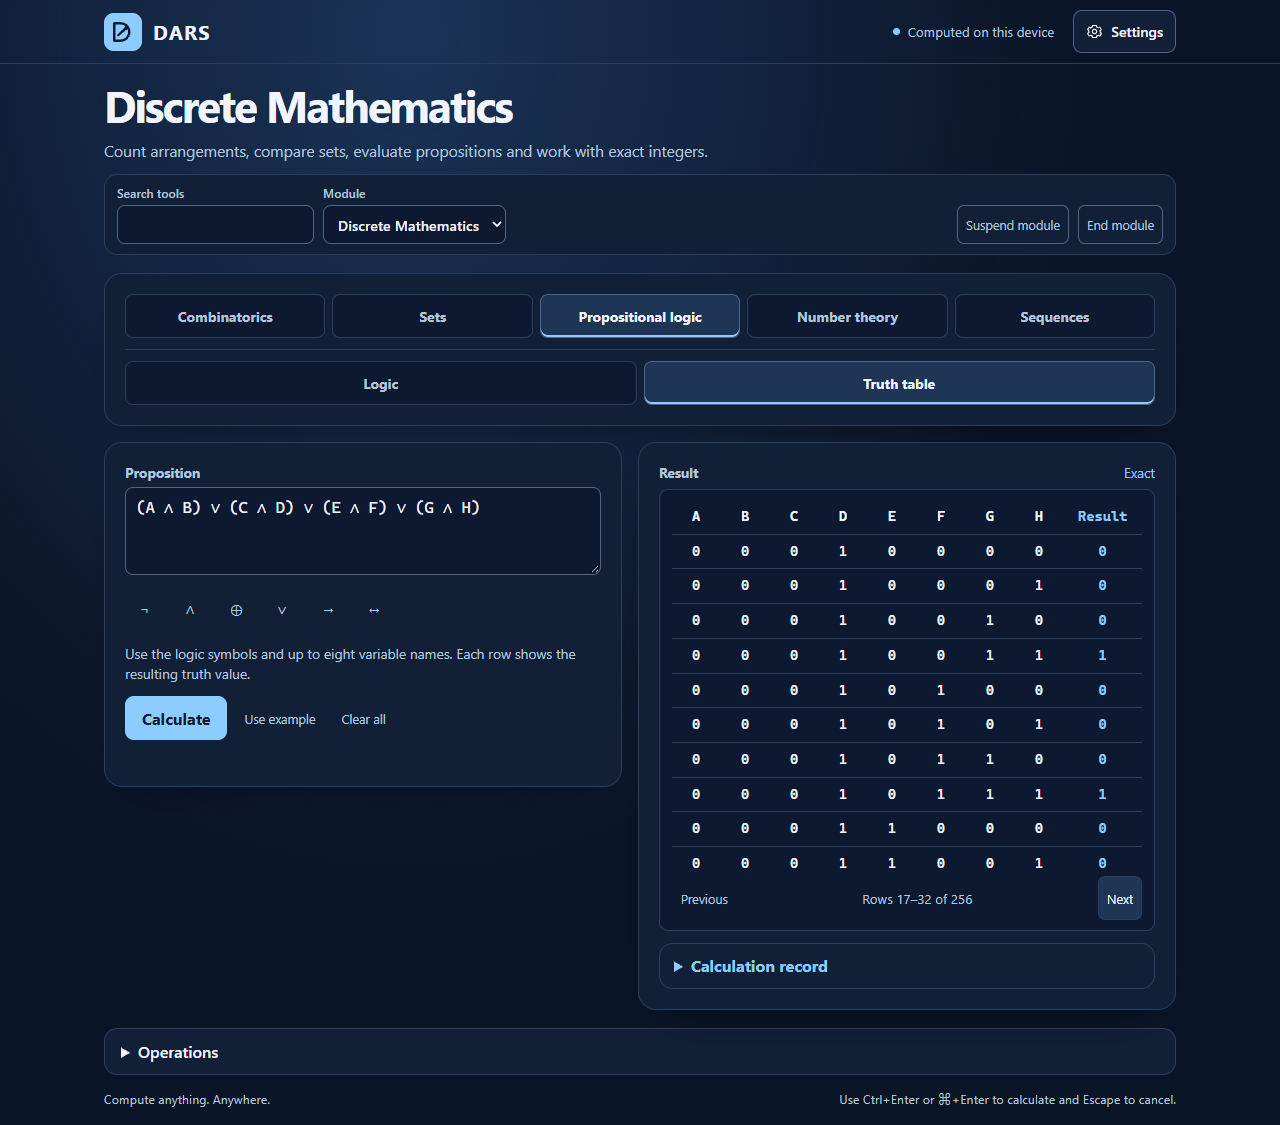 DARS
Computed on this device
Settings
Discrete Mathematics
Count arrangements, compare sets, evaluate propositions and work with exact integers.
Search tools
Module
Discrete Mathematics
Suspend module
End module
Combinatorics
Sets
Propositional logic
Number theory
Sequences
Logic
Truth table
Proposition
(A ∧ B) ∨ (C ∧ D) ∨ (E ∧ F) ∨ (G ∧ H)
¬ ∧ ⊕ ∨ → ↔
Use the logic symbols and up to eight variable names. Each row shows the
resulting truth value.
Calculate
Use example
Clear all
Result
Exact
A B C D E F G H Result
0 0 0 1 0 0 0 0 0
0 0 0 1 0 0 0 1 0
0 0 0 1 0 0 1 0 0
0 0 0 1 0 0 1 1 1
0 0 0 1 0 1 0 0 0
0 0 0 1 0 1 0 1 0
0 0 0 1 0 1 1 0 0
0 0 0 1 0 1 1 1 1
0 0 0 1 1 0 0 0 0
0 0 0 1 1 0 0 1 0
Previous
Rows 17–32 of 256
Next
Calculation record
Operations
Compute anything. Anywhere.
Use Ctrl+Enter or ⌘+Enter to calculate and Escape to cancel.